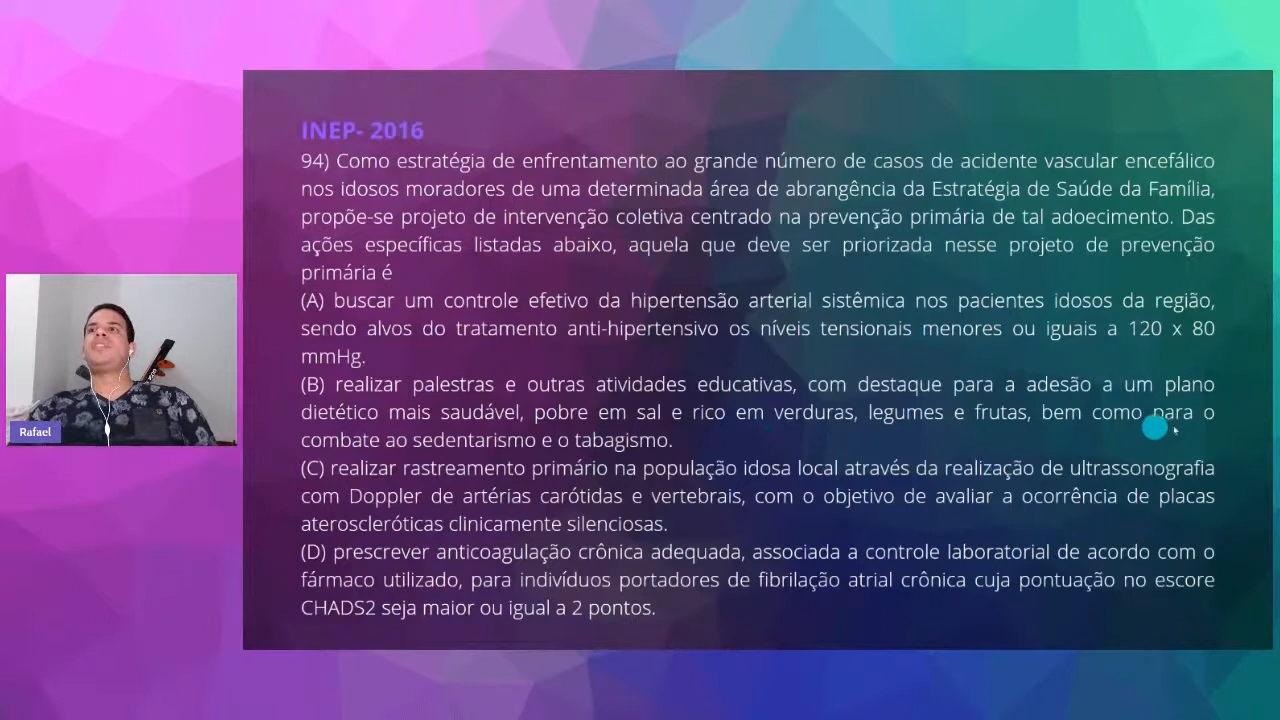 INEP- 2016
94) Como estratégia de enfrentamento ao grande número de casos de acidente vascular encefálico
nos idosos moradores de uma determinada área de abrangência da Estratégia de Saúde da Família,
propõe-se projeto de intervenção coletiva centrado na prevenção primária de tal adoecimento. Das
ações específicas listadas abaixo, aquela que deve ser priorizada nesse projeto de prevenção
primária é
(A) buscar um controle efetivo da hipertensão arterial sistêmica nos pacientes idosos da região,
sendo alvos do tratamento anti-hipertensivo os níveis tensionais menores ou iguais a 120 x 80
mmHg.
(B) realizar palestras e outras atividades educativas, com destaque para a adesão a um plano
dietético mais saudável, pobre em sal e rico em verduras, legumes e frutas, bem como para o
combate ao sedentarismo e o tabagismo.
(C) realizar rastreamento primário na população idosa local através da realização de ultrassonografia
com Doppler de artérias carótidas e vertebrais, com o objetivo de avaliar a ocorrência de placas
ateroscleróticas clinicamente silenciosas.
(D) prescrever anticoagulação crônica adequada, associada a controle laboratorial de acordo com o
fármaco utilizado, para indivíduos portadores de fibrilação atrial crônica cuja pontuação no escore
CHADS2 seja maior ou igual a 2 pontos.
Rafael